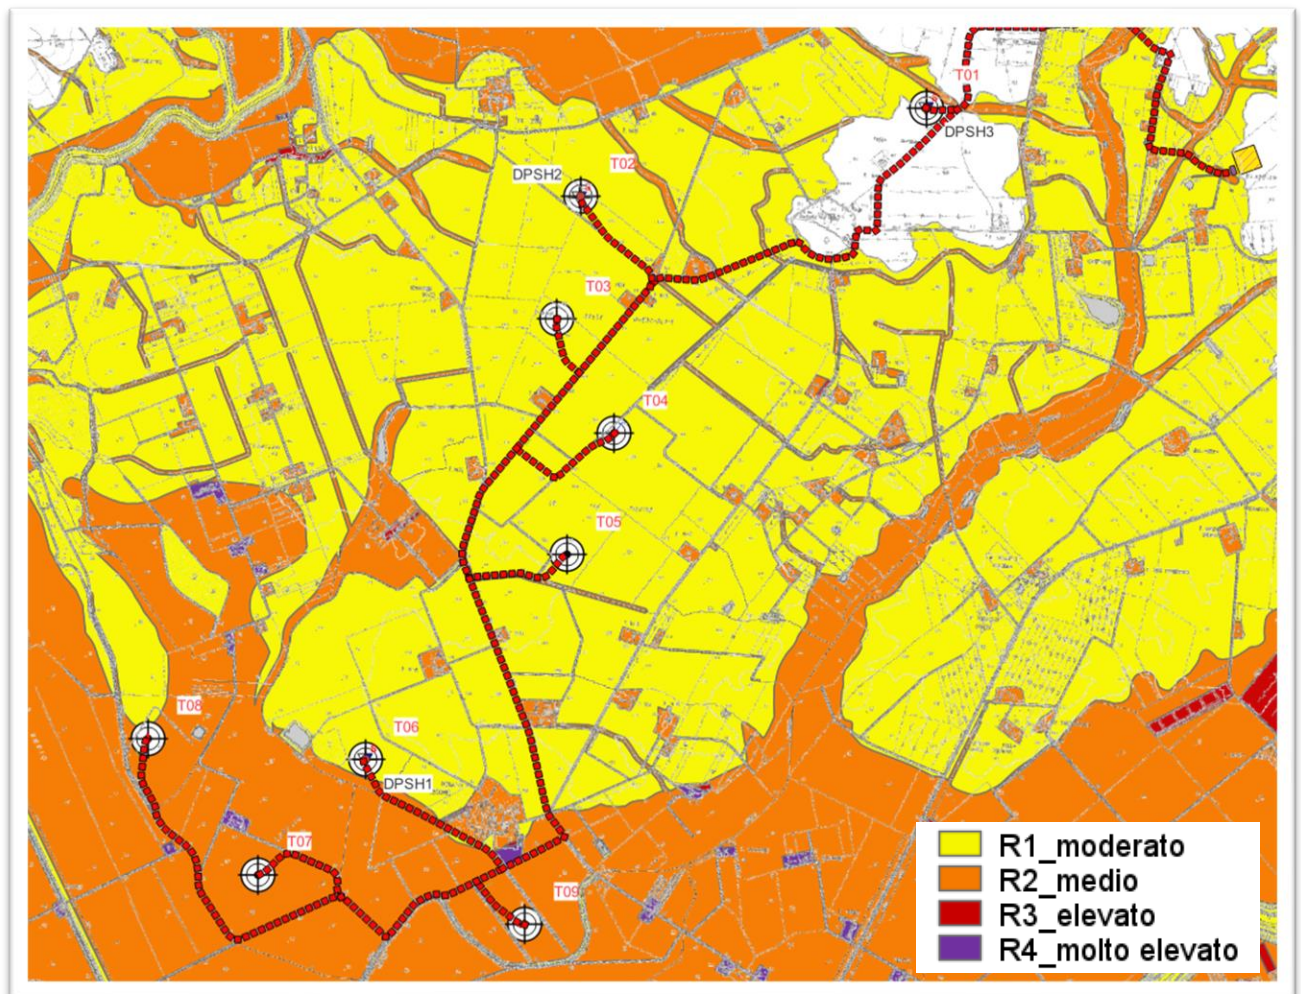 T01
DPSH3
T02
DPSH2
T03
T04
T05
T08
T06
DPSH1
T07
T09
R1_moderato
R2_medio
R3_elevato
R4_molto elevato